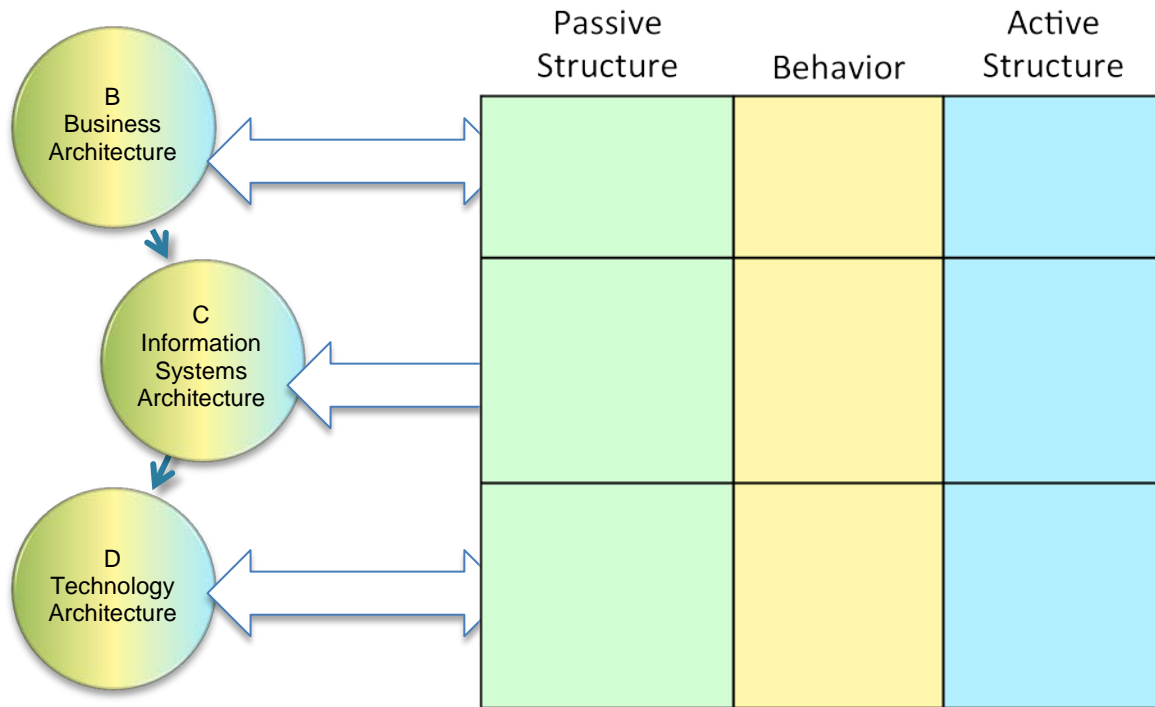 Passive
Structure
Behavior
Active
Structure
B
Business
Architecture
C
Information
Systems
Architecture
D
Technology
Architecture